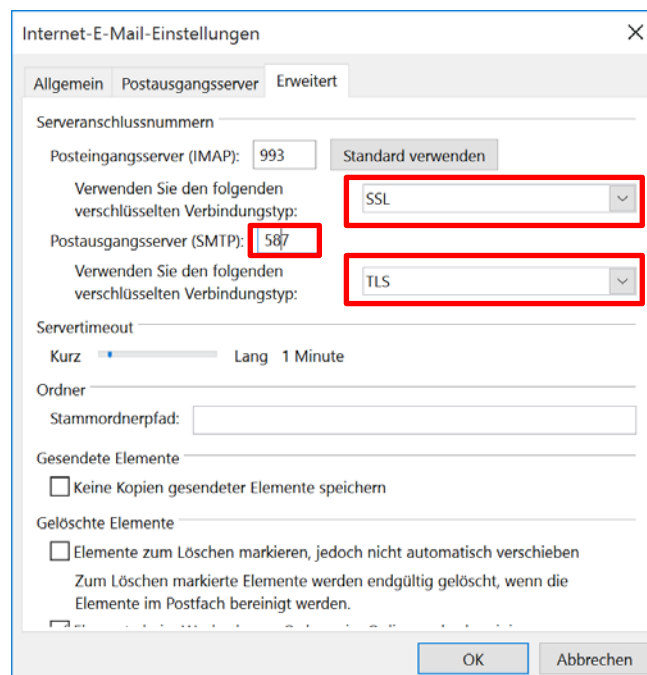 Internet-E-Mail-Einstellungen
Allgemein Postausgangsserver Erweitert
Serveranschlussnummern
Posteingangsserver (IMAP): 993 Standard verwenden
Verwenden Sie den folgenden
verschlüsselten Verbindungstyp: SSL
Postausgangsserver (SMTP): 587
Verwenden Sie den folgenden
verschlüsselten Verbindungstyp: TLS
Servertimeout
Kurz Lang 1 Minute
Ordner
Stammordnerpfad:
Gesendete Elemente
Keine Kopien gesendeter Elemente speichern
Gelöschte Elemente
Elemente zum Löschen markieren, jedoch nicht automatisch verschieben
Zum Löschen markierte Elemente werden endgültig gelöscht, wenn die
Elemente im Postfach bereinigt werden.
OK Abbrechen